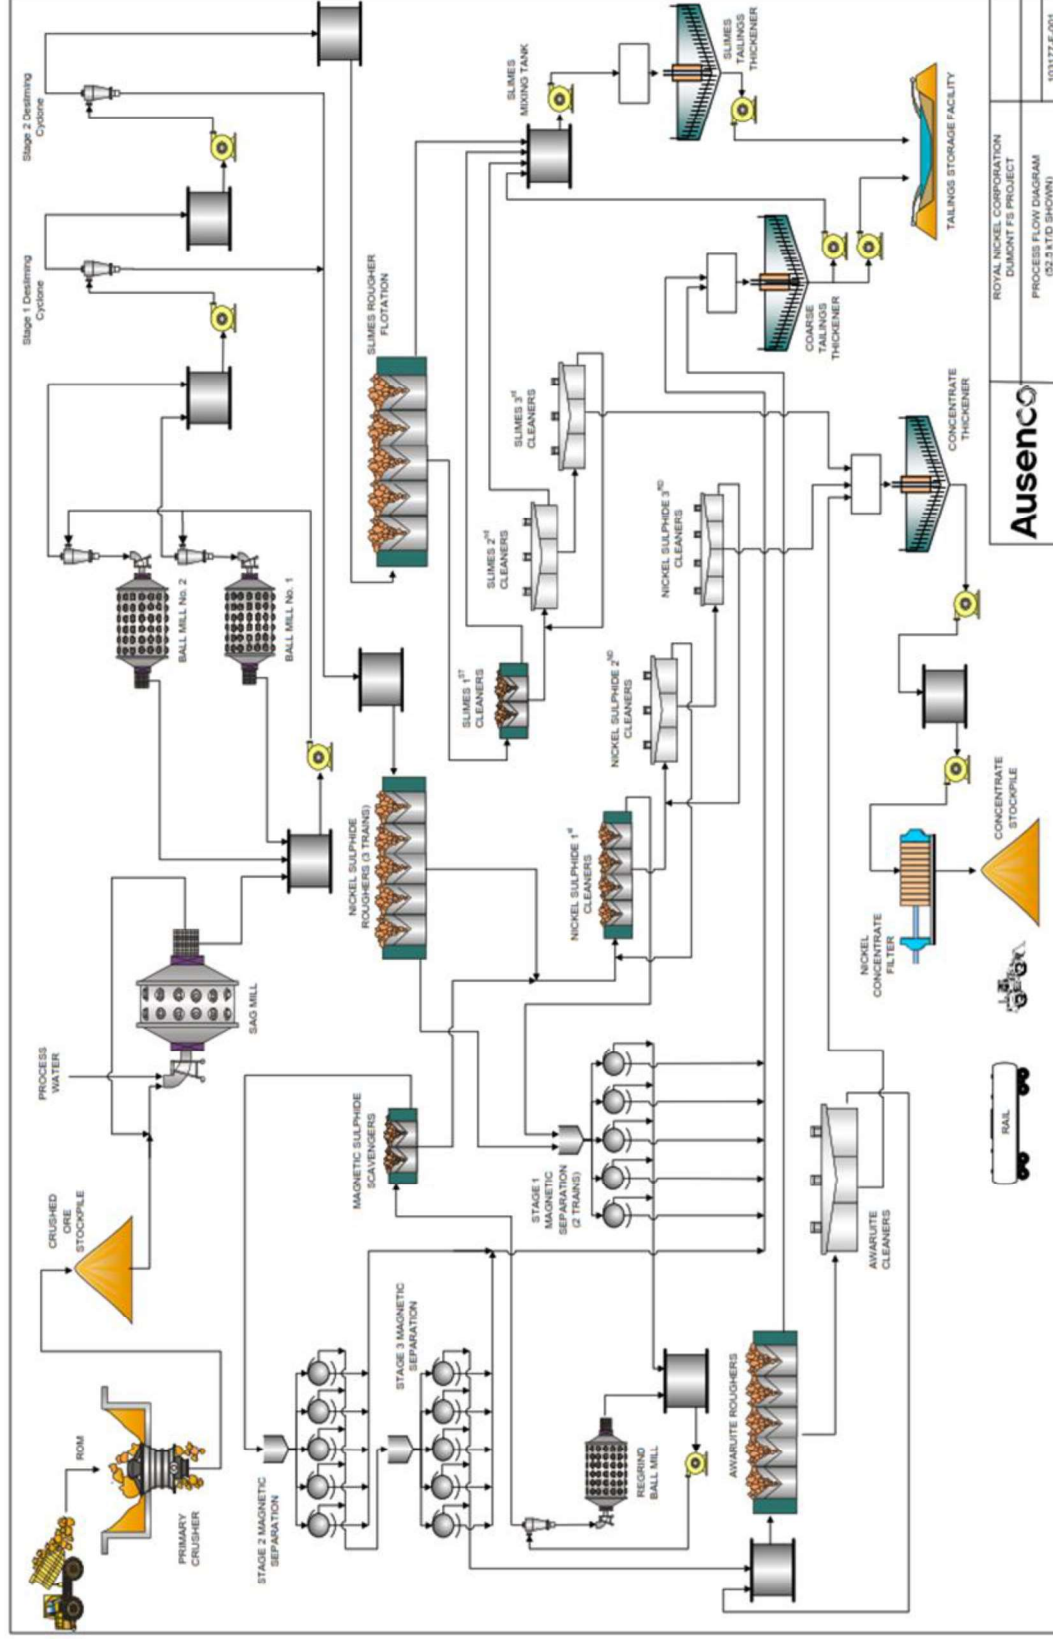 ROM
PRIMARY
CRUSHER
CRUSHED
ORE
STOCKPILE
PROCESS
WATER
SAG MILL
BALL MILL No. 2
BALL MILL No. 1
Stage 1 Desliming
Cyclone
Stage 2 Desliming
Cyclone
STAGE 2 MAGNETIC
SEPARATION
STAGE 3 MAGNETIC
SEPARATION
MAGNETIC SULPHIDE
SCAVENGERS
NICKEL SULPHIDE
ROUGHERS (3 TRAINS)
SLIMES ROUGHER
FLOTATION
SLIMES 1ST
CLEANERS
SLIMES 2nd
CLEANERS
SLIMES 3rd
CLEANERS
SLIMES
MIXING TANK
SLIMES
TAILINGS
THICKENER
STAGE 1
MAGNETIC
SEPARATION
(2 TRAINS)
NICKEL SULPHIDE 1st
CLEANERS
NICKEL SULPHIDE 2ND
CLEANERS
NICKEL SULPHIDE 3RD
CLEANERS
COARSE
TAILINGS
THICKENER
REGRIND
BALL MILL
AWARUITE ROUGHERS
AWARUITE
CLEANERS
NICKEL
CONCENTRATE
FILTER
CONCENTRATE
THICKENER
TAILINGS STORAGE FACILITY
RAIL
CONCENTRATE
STOCKPILE
Ausenco
ROYAL NICKEL CORPORATION
DUMONT FS PROJECT
PROCESS FLOW DIAGRAM
(52.5 kT/D SHOWN)